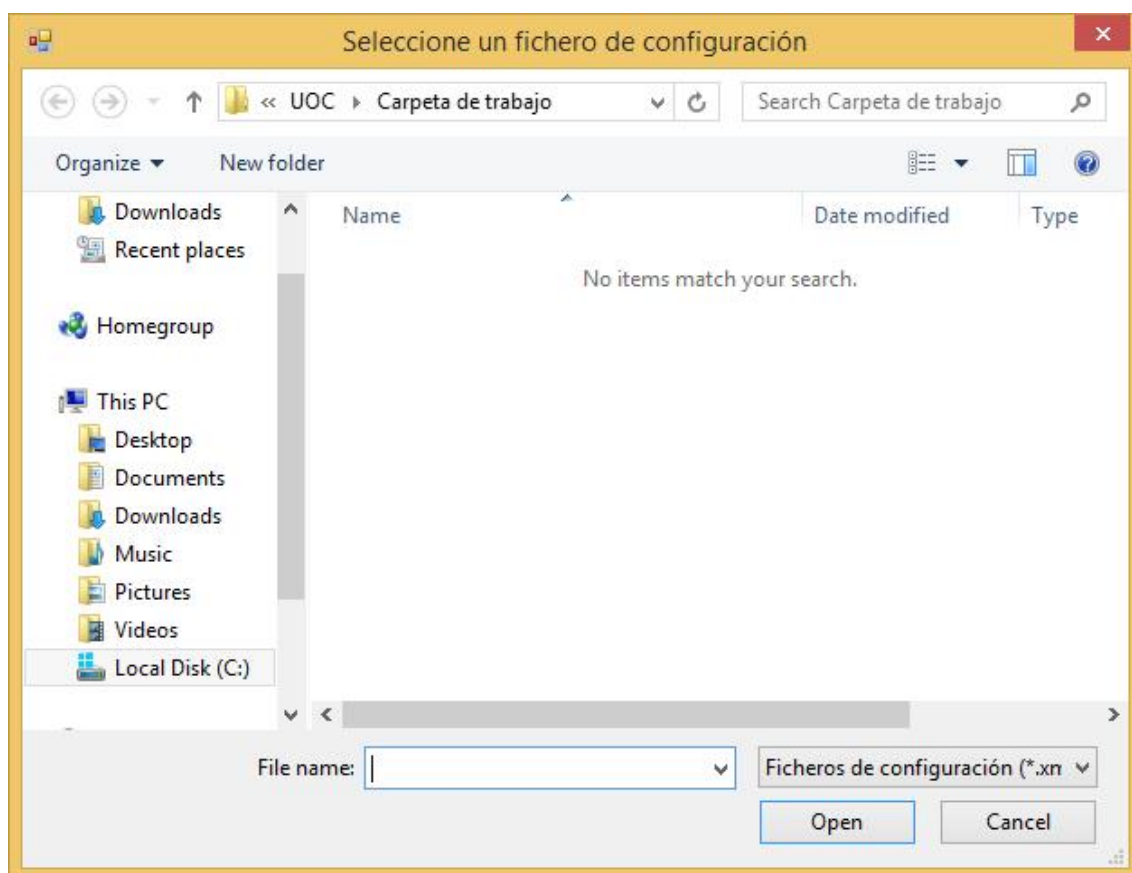 Seleccione un fichero de configuración
« UOC Carpeta de trabajo
Search Carpeta de trabajo
Organize New folder
Name Date modified Type
No items match your search.
Downloads
Recent places
Homegroup
This PC
Desktop
Documents
Downloads
Music
Pictures
Videos
Local Disk (C:)
File name:
Ficheros de configuración (*.xn
Open Cancel